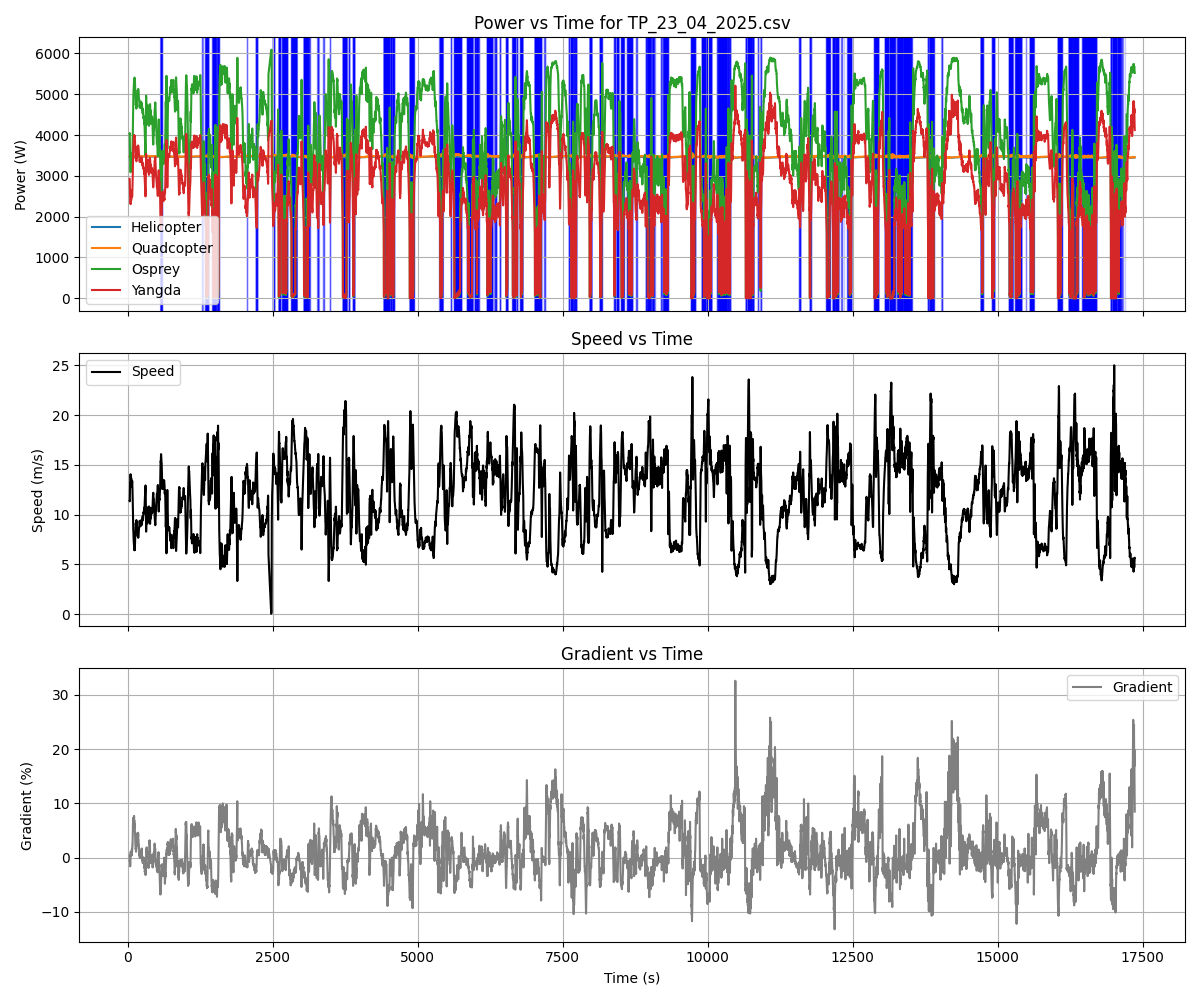 Power vs Time for TP_23_04_2025.csv
Power (W)
6000
5000
4000
3000
2000
1000
0
Helicopter
Quadcopter
Osprey
Yangda
Speed vs Time
Speed (m/s)
25
20
15
10
5
0
Speed
Gradient vs Time
Gradient (%)
30
20
10
0
−10
Gradient
0 2500 5000 7500 10000 12500 15000 17500
Time (s)